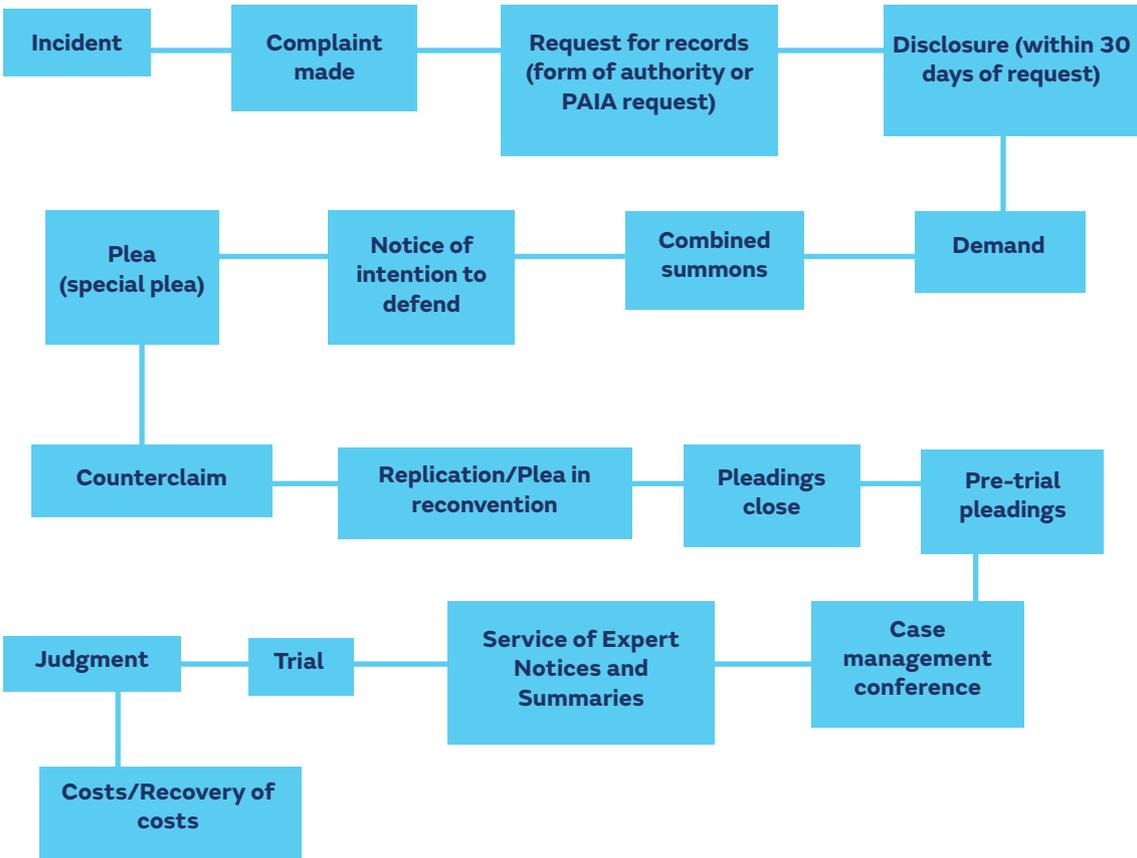 Incident
Complaint
made
Request for records
(form of authority or
PAIA request)
Disclosure (within 30
days of request)
Demand
Combined
summons
Notice of
intention to
defend
Plea
(special plea)
Counterclaim
Replication/Plea in
reconvention
Pleadings
close
Pre-trial
pleadings
Case
management
conference
Service of Expert
Notices and
Summaries
Trial
Judgment
Costs/Recovery of
costs